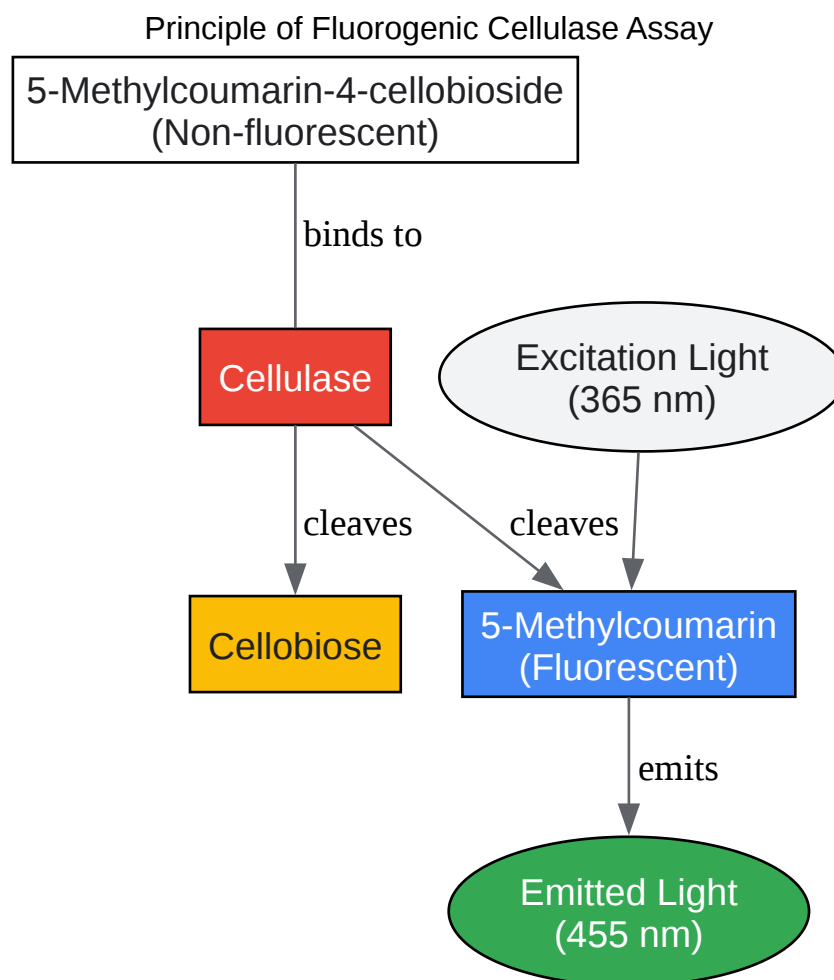 Principle of Fluorogenic Cellulase Assay
5-Methylcoumarin-4-cellobioside
(Non-fluorescent)
binds to
Cellulase
Excitation Light
(365 nm)
cleaves
cleaves
Cellobiose
5-Methylcoumarin
(Fluorescent)
emits
Emitted Light
(455 nm)